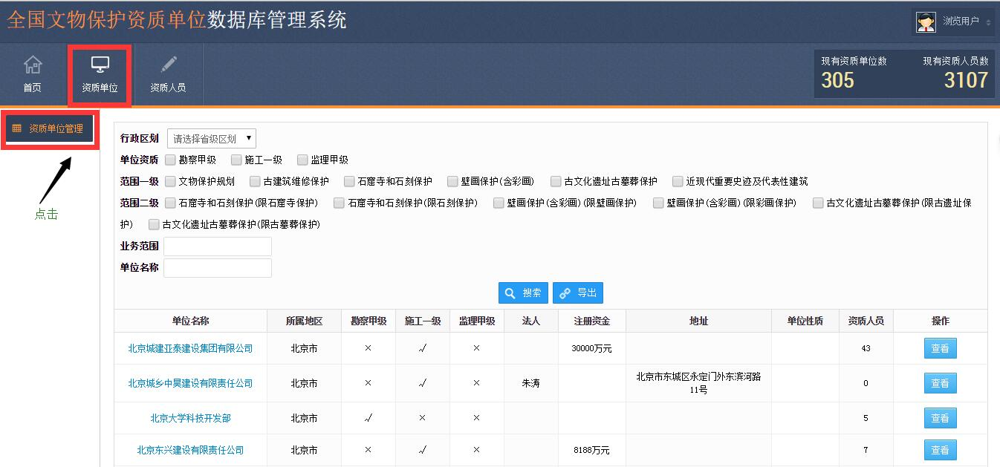 全国文物保护资质单位数据库管理系统
浏览用户
首页
资质单位
资质人员
现有资质单位数
305
现有资质人员数
3107
资质单位管理
点击
行政区划 请选择省级区划
单位资质 勘察甲级 施工一级 监理甲级
范围一级 文物保护规划 古建筑维修保护 石窟寺和石刻保护 壁画保护(含彩画) 古文化遗址古墓葬保护 近现代重要史迹及代表性建筑
范围二级 石窟寺和石刻保护(限石窟寺保护) 石窟寺和石刻保护(限石刻保护) 壁画保护(含彩画)(限壁画保护) 壁画保护(含彩画)(限彩画保护) 古文化遗址古墓葬保护(限古遗址保
护) 古文化遗址古墓葬保护(限古墓葬保护)
业务范围
单位名称
搜索 导出
单位名称 所属地区 勘察甲级 施工一级 监理甲级 法人 注册资金 地址 单位性质 资质人员 操作
北京城建亚泰建设集团有限公司 北京市 × √ × 30000万元 43 查看
北京城乡中昊建设有限责任公司 北京市 × √ × 朱涛 北京市东城区永定门外东滨河路
11号 0 查看
北京大学科技开发部 北京市 √ × × 5 查看
北京东兴建设有限责任公司 北京市 × √ × 8188万元 7 查看